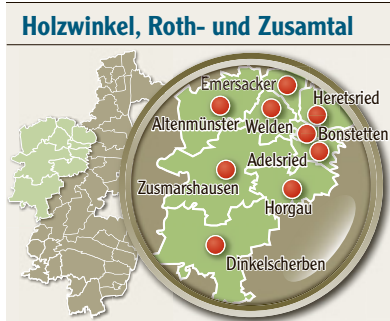 Holzwinkel, Roth- und Zusamtal
Emersacker
Heretsried
Altenmünster
Welden
Bonstetten
Adelsried
Zusmarshausen
Horgau
Dinkelscherben